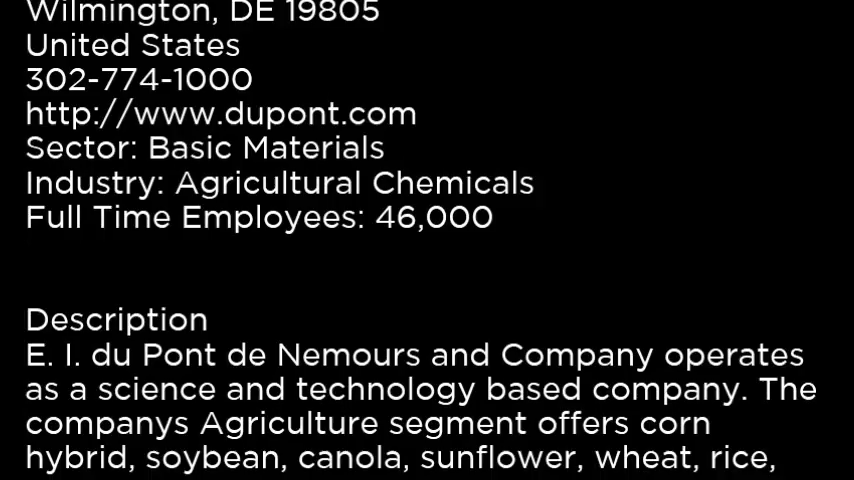 Wilmington, DE 19805
United States
302-774-1000
http://www.dupont.com
Sector: Basic Materials
Industry: Agricultural Chemicals
Full Time Employees: 46,000
Description
E. I. du Pont de Nemours and Company operates
as a science and technology based company. The
companys Agriculture segment offers corn
hybrid, soybean, canola, sunflower, wheat, rice,